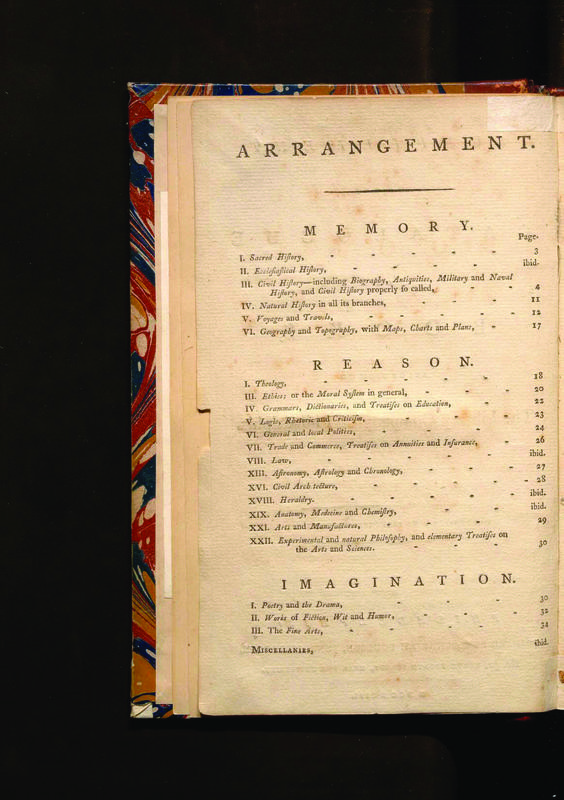 ARRANGEMENT.
MEMORY.
Page.
I. Sacred Hiſtory, - - - - - 3
II. Eccleſiaſtical Hiſtory, - - - - ibid.
III. Civil Hiſtory—including Biography, Antiquities, Military and Naval
Hiſtory, and Civil Hiſtory properly ſo called, - - 4
IV. Natural Hiſtory in all its branches, - - - - 11
V. Voyages and Travels, - - - - - 12
VI. Geography and Topography, with Maps, Charts and Plans, - 17
REASON.
I. Theology, - - - - - 18
III. Ethics; or the Moral Syſtem in general, - - - 20
IV. Grammars, Dictionaries, and Treatiſes on Education, - - 22
V. Logic, Rhetoric and Criticiſm, - - - - 23
VI. General and local Politics, - - - - 24
VII. Trade and Commerce, Treatiſes on Annuities and Inſurance, - 26
VIII. Law, - - - - - ibid.
XIII. Aſtronomy, Aſtrology and Chronology, - - - 27
XVI. Civil Arch tecture, - - - - - 28
XVIII. Heraldry. - - - - - ibid.
XIX. Anatomy, Medecine and Chemiſtry, - - - ibid.
XXI. Arts and Manufactures, - - - - 29
XXII. Experimental and natural Philoſophy, and elementary Treatiſes on
the Arts and Sciences. - - - 30
IMAGINATION.
I. Poetry and the Drama, - - - 30
II. Works of Fiction, Wit and Humor, - - - 32
III. The Fine Arts, - - - - 34
MISCELLANIES, ibid.